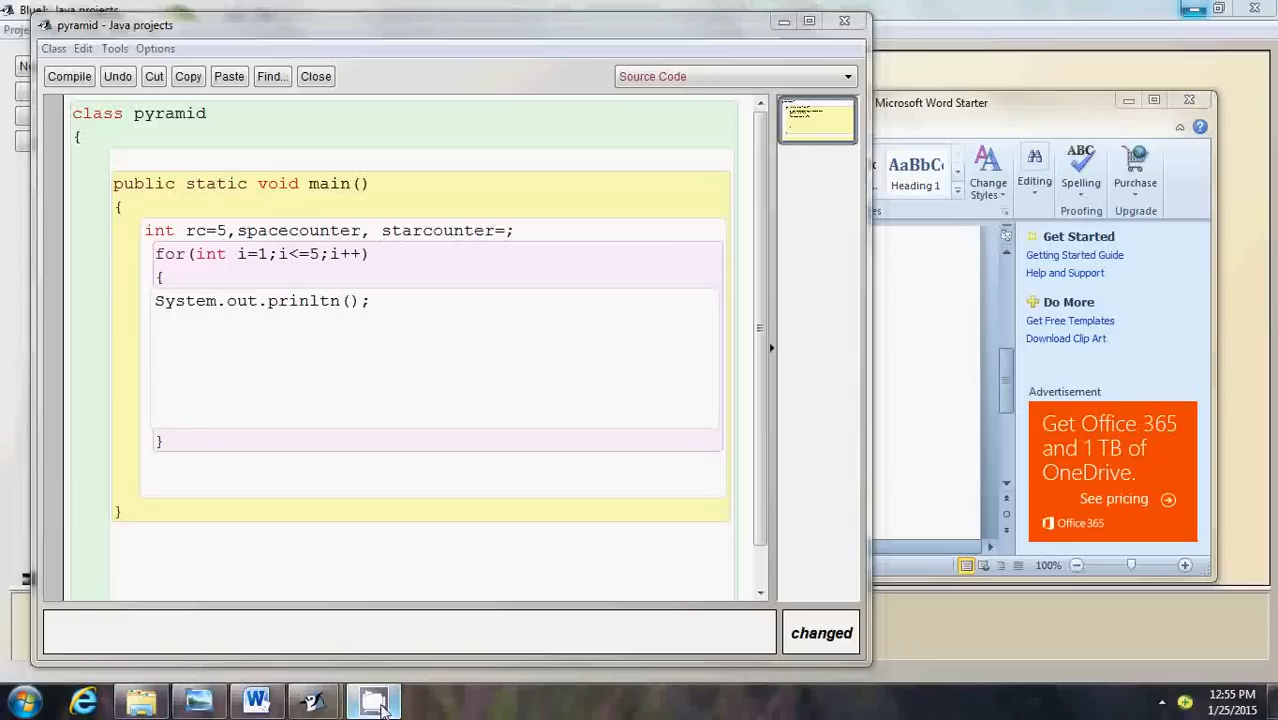 BlueJ:
Proje
Ne
pyramid - Java projects
Class Edit Tools Options
Compile Undo Cut Copy Paste Find... Close
Source Code
class pyramid
{
public static void main()
{
int rc=5,spacecounter, starcounter=;
for(int i=1;i<=5;i++)
{
System.out.prinltn();
}
}
changed
Microsoft Word Starter
AaBbCc
Heading 1
Change Styles
Editing
ABC
Spelling
Proofing
Purchase
Upgrade
Get Started
Getting Started Guide
Help and Support
Do More
Get Free Templates
Download Clip Art
Advertisement
Get Office 365
and 1 TB of
OneDrive.
See pricing
Office 365
100%
12:55 PM
1/25/2015